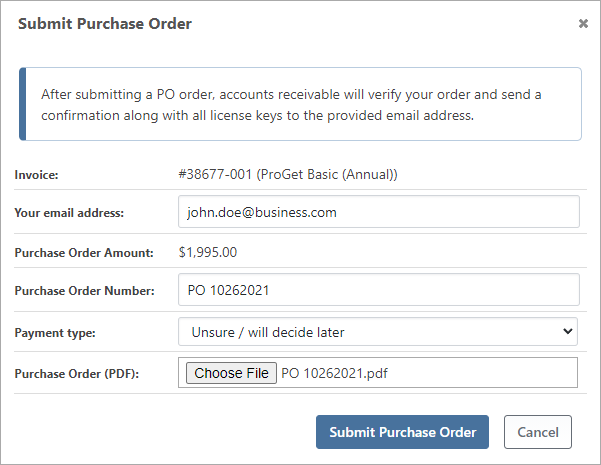 Submit Purchase Order
After submitting a PO order, accounts receivable will verify your order and send a
confirmation along with all license keys to the provided email address.
Invoice: #38677-001 (ProGet Basic (Annual))
Your email address: john.doe@business.com
Purchase Order Amount: $1,995.00
Purchase Order Number: PO 10262021
Payment type: Unsure / will decide later
Purchase Order (PDF): Choose File PO 10262021.pdf
Submit Purchase Order Cancel